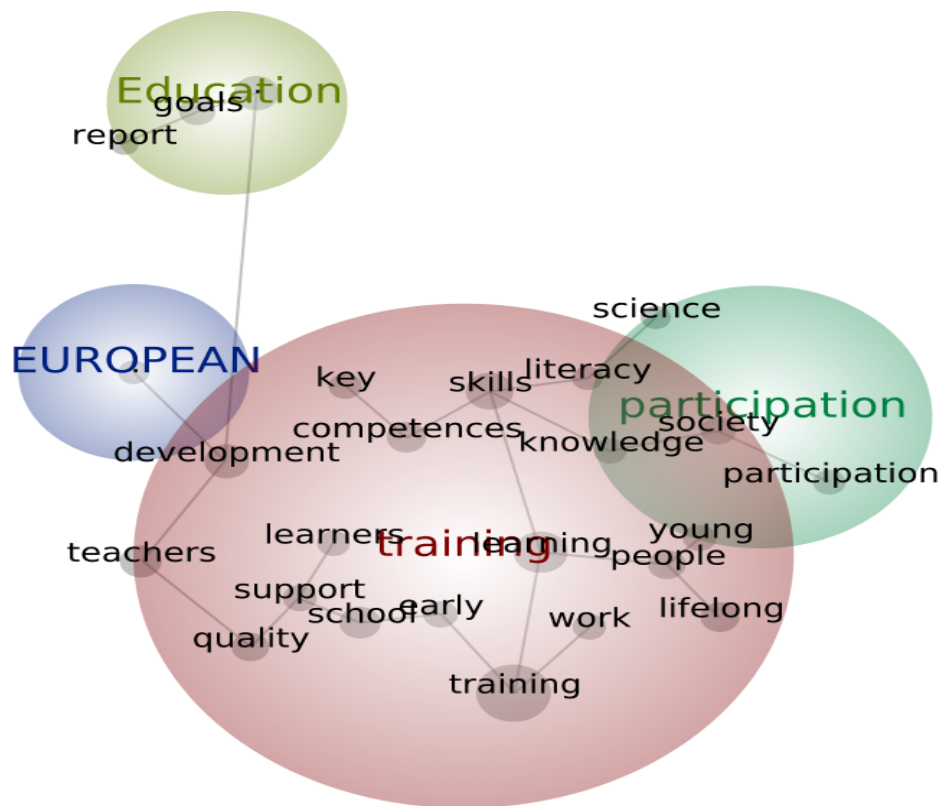 Education
goals
report
science
EUROPEAN
key
skills
literacy
participation
competences
knowledge
society
development
participation
learners
training
learning
young
teachers
people
support
school
early
work
lifelong
quality
training